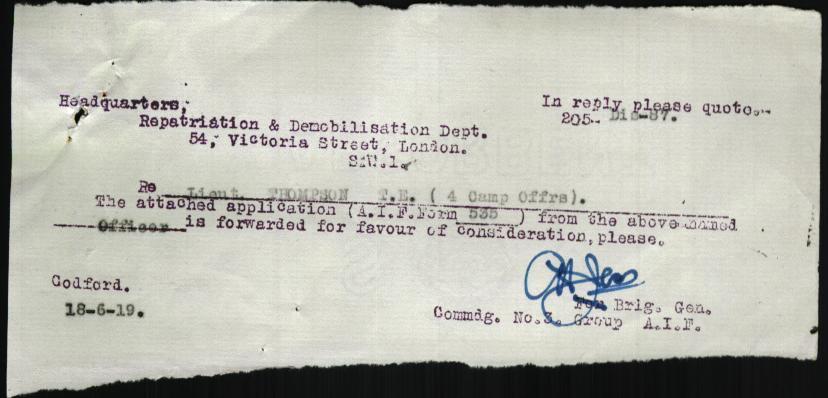 Headquarters,
In reply please quote.-
Repatriation & Demobilisation Dept.
205- Dis-87.
54, Victoria Street, London.
S.W.1.
Re Lieut. THOMPSON T.E. ( 4 Camp Offrs).
The attached application (A.I.F.Form 535 ) from the above named
Officer is forwarded for favour of consideration,please.
Codford.
18-6-19.
For Brig. Gen.
Commdg. No.3. Group A.I.F.